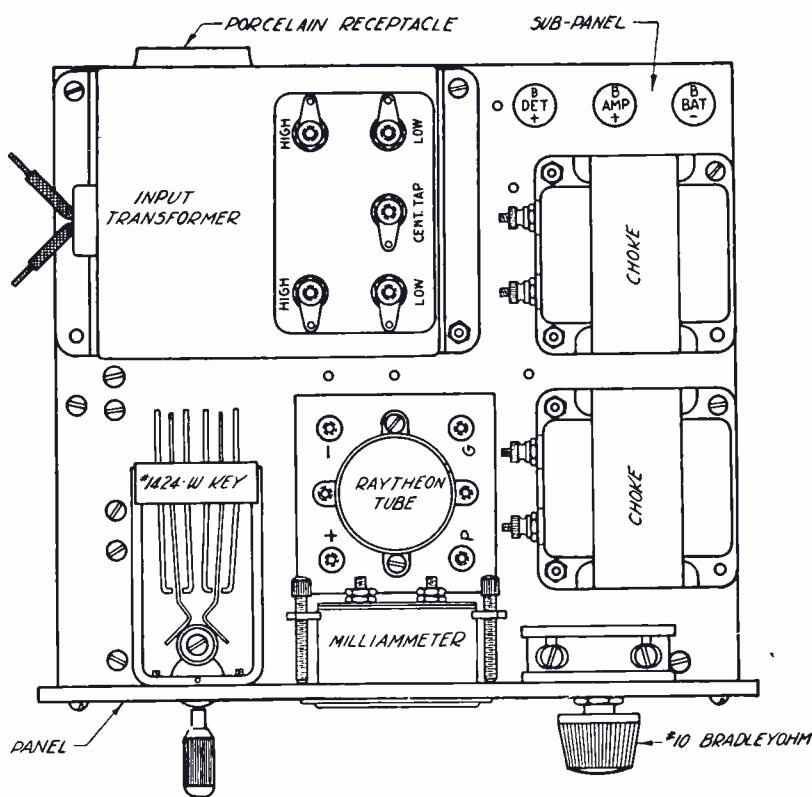 PORCELAIN RECEPTACLE
SUB-PANEL
B
DET
+
B
AMP
+
B
BAT
-
HIGH
LOW
INPUT
TRANSFORMER
CENT. TAP
HIGH
LOW
CHOKE
#1424-W KEY
-
G
RAYTHEON
TUBE
+
P
CHOKE
MILLIAMMETER
PANEL
#10 BRADLEYOHM